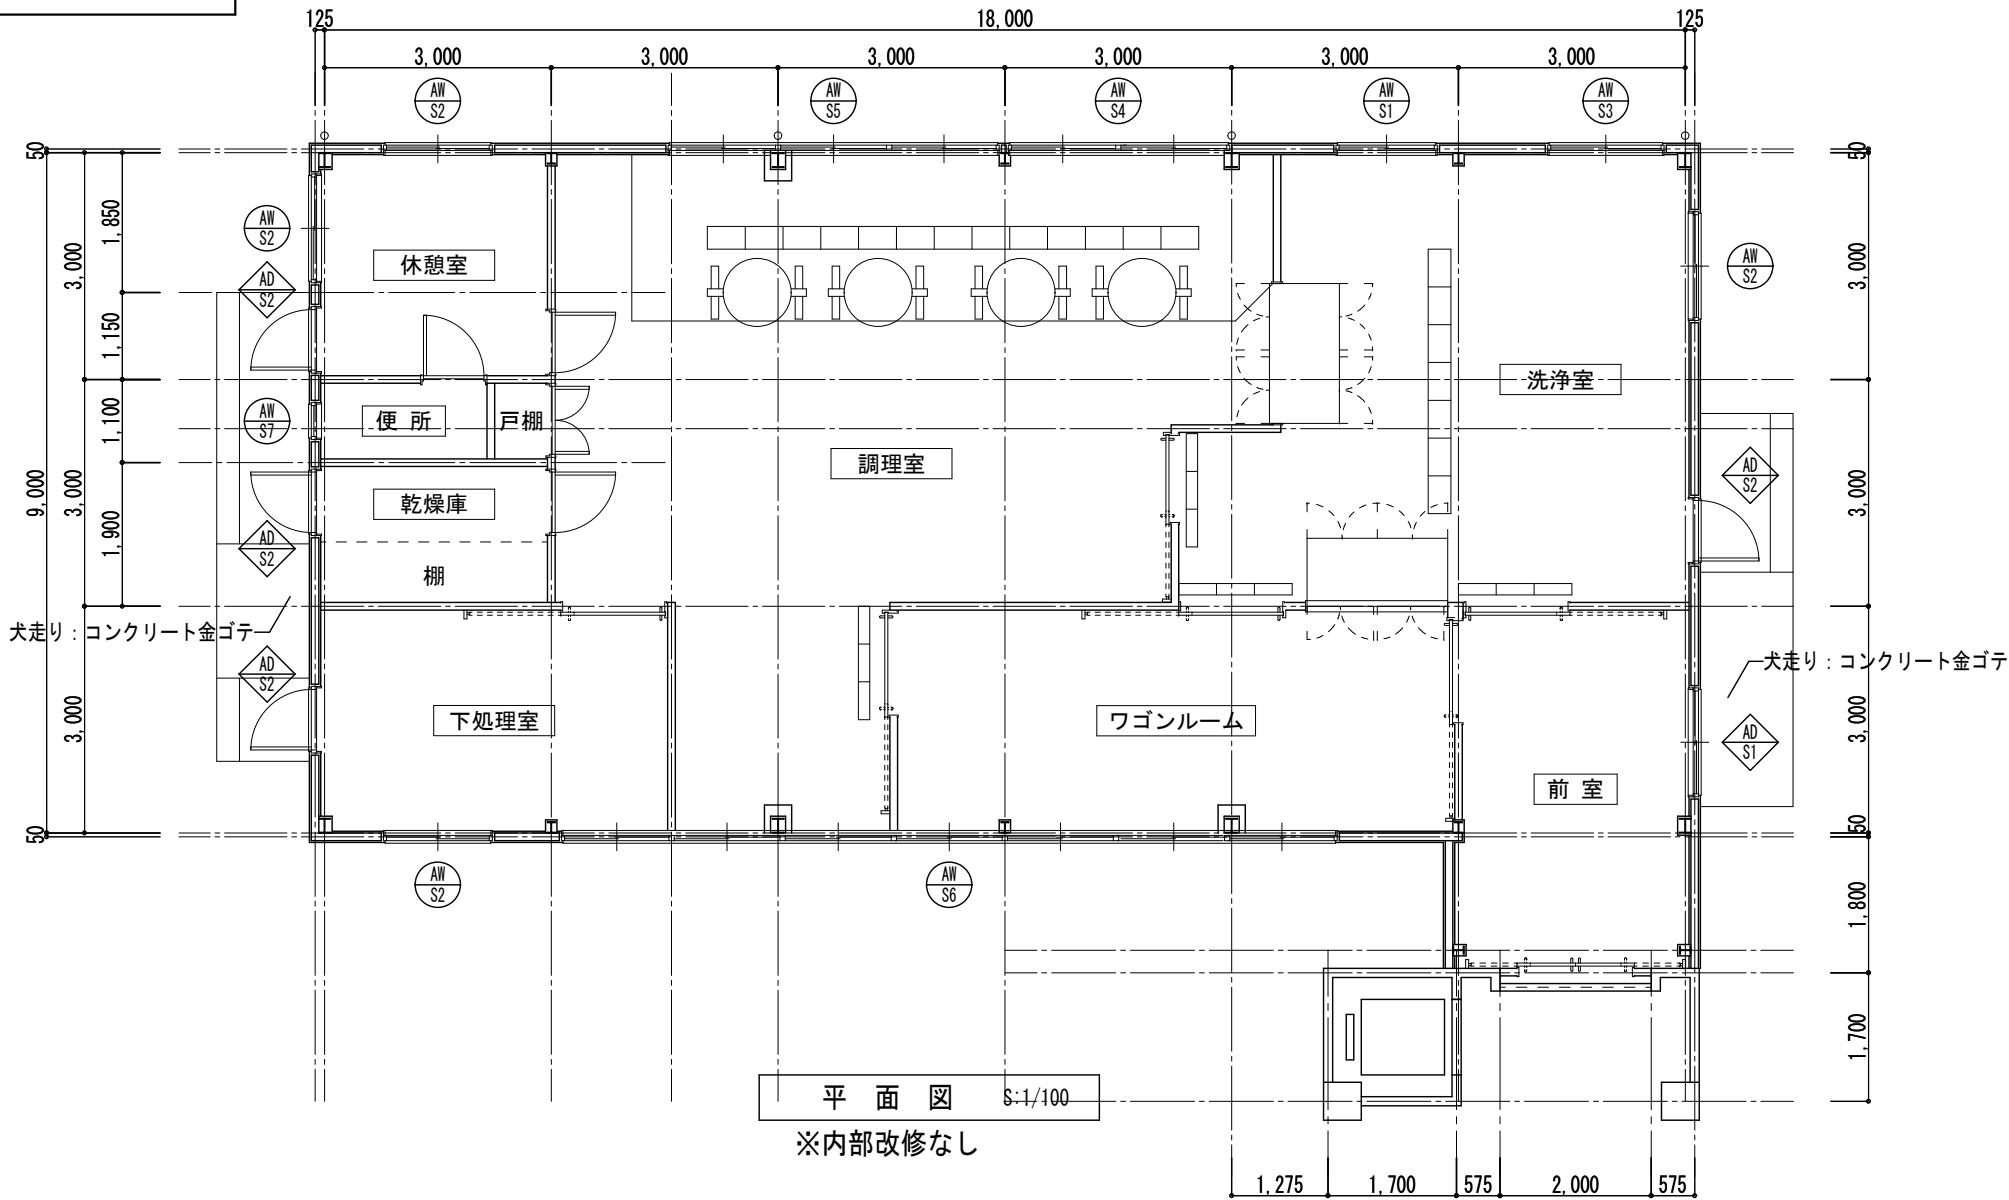 125 18,000 125
3,000 3,000 3,000 3,000 3,000 3,000
AW
S2
AW
S5
AW
S4
AW
S1
AW
S3
50
50
1,850
3,000
1,150
1,100
9,000
3,000
1,900
3,000
50
AW
S2
AD
S2
AW
S7
AD
S2
AD
S2
休憩室
便 所
戸棚
乾燥庫
棚
調理室
洗浄室
下処理室
ワゴンルーム
前 室
犬走り:コンクリート金ゴテ
AW
S2
AD
S2
AD
S1
犬走り:コンクリート金ゴテ
3,000
3,000
3,000
50
1,800
1,700
AW
S2
AW
S6
平 面 図 S:1/100
※内部改修なし
1,275 1,700 575 2,000 575